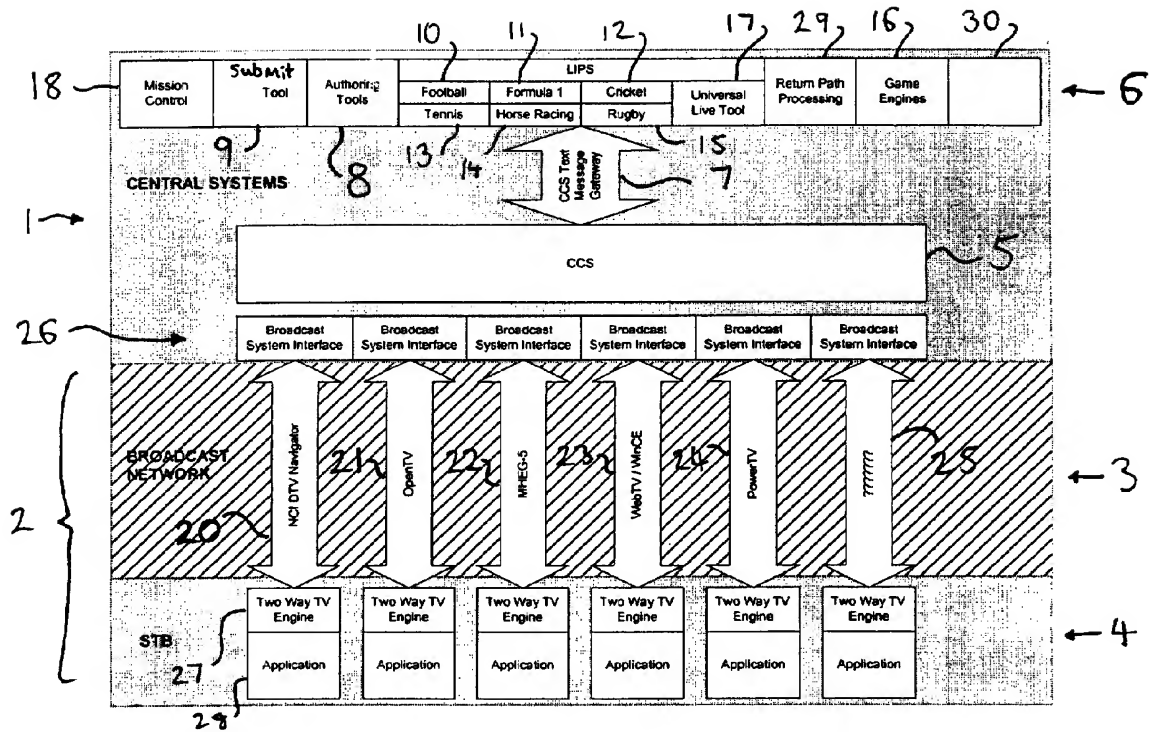 10 11 12 17 29 16 30
18 Mission Control
Submit Tool
Authoring Tools
LIPS
Football Formula 1 Cricket
Tennis Horse Racing Rugby
Universal Live Tool
Return Path Processing
Game Engines
6
9 8 13 14 15
CENTRAL SYSTEMS
CCS Text Message Gateway
7
1
CCS
5
26
Broadcast System Interface
Broadcast System Interface
Broadcast System Interface
Broadcast System Interface
Broadcast System Interface
Broadcast System Interface
2
BROADCAST NETWORK
20 NCI DTV Navigator
21 OpenTV
22 MHEG-5
23 WebTV / WinCE
24 PowerTV
???????? 25
3
STB
Two Way TV Engine
Two Way TV Engine
Two Way TV Engine
Two Way TV Engine
Two Way TV Engine
Two Way TV Engine
4
27
Application
Application
Application
Application
Application
Application
28